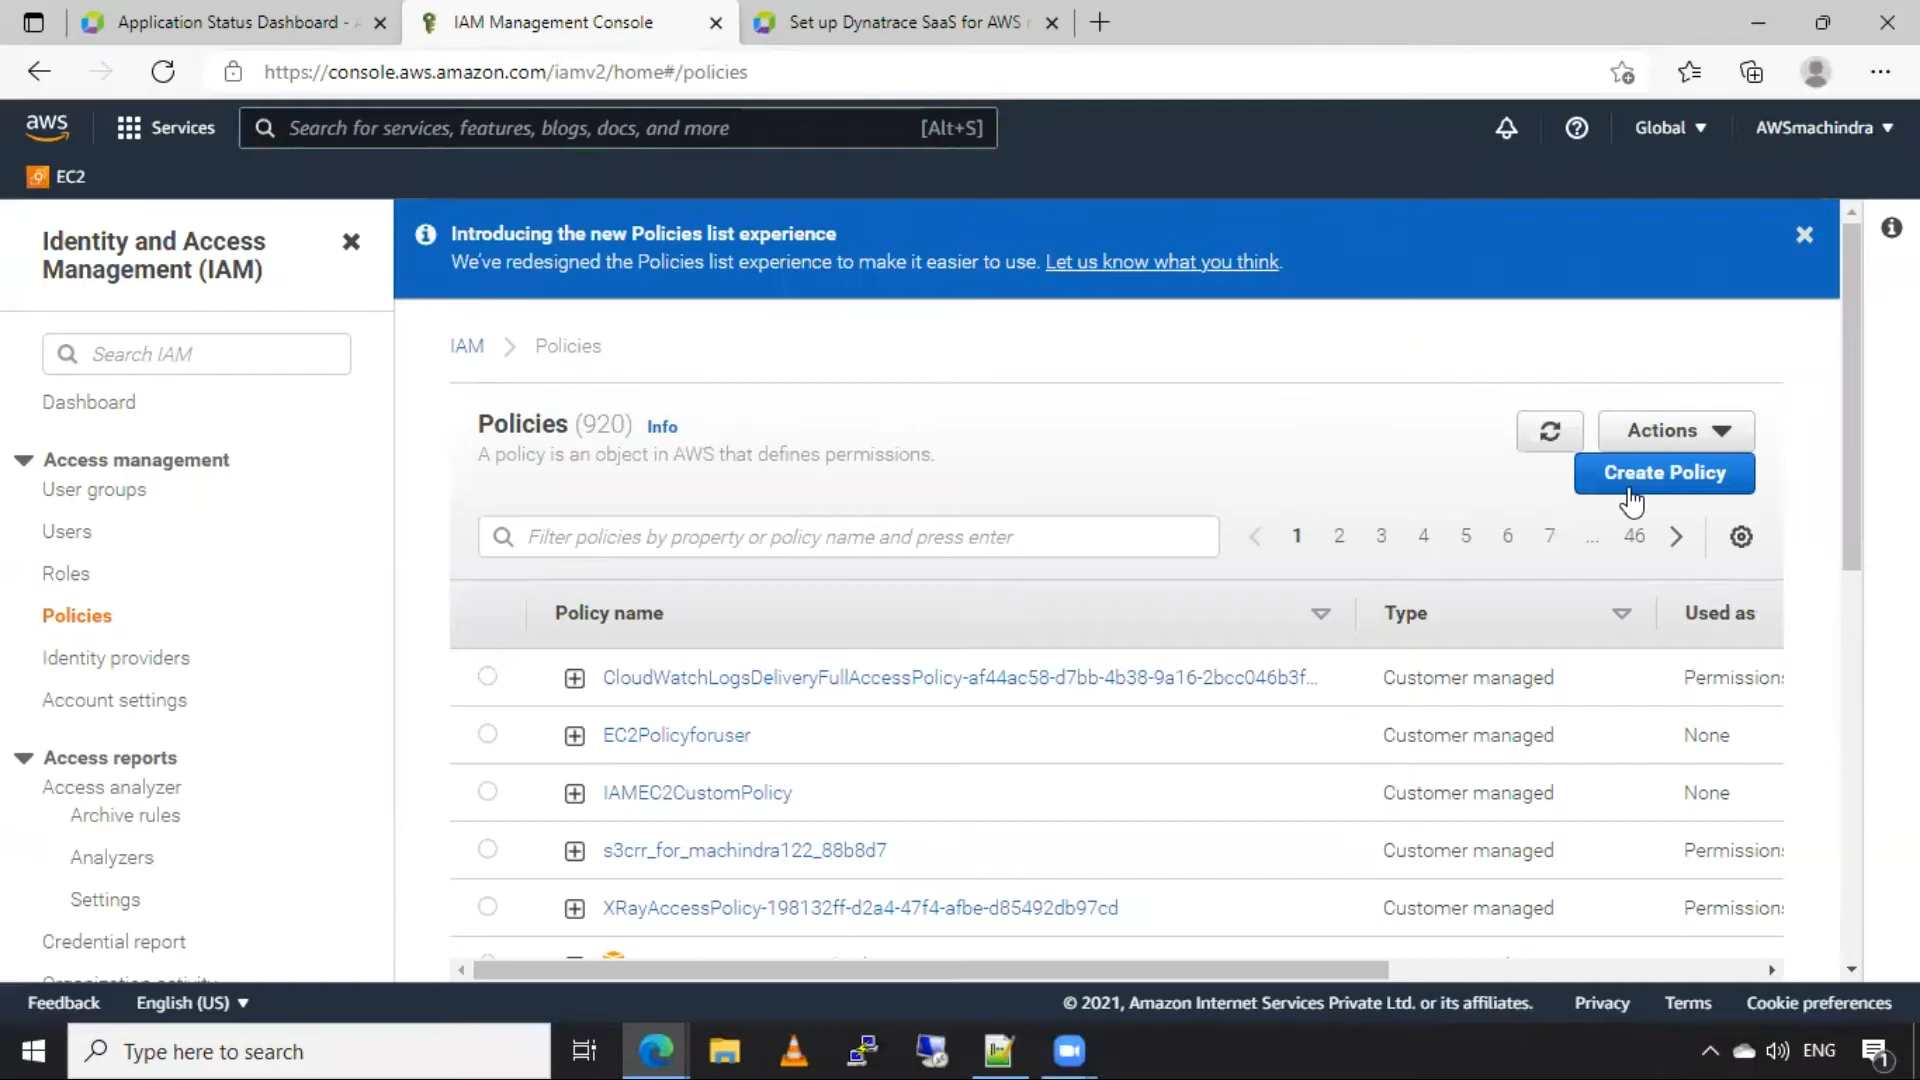 Application Status Dashboard -
IAM Management Console
Set up Dynatrace SaaS for AWS
https://console.aws.amazon.com/iamv2/home#/policies
aws
Services
Search for services, features, blogs, docs, and more
[Alt+S]
Global
AWSmachindra
EC2
Identity and Access
Management (IAM)
Search IAM
Dashboard
Access management
User groups
Users
Roles
Policies
Identity providers
Account settings
Access reports
Access analyzer
Archive rules
Analyzers
Settings
Credential report
Organization activity
Introducing the new Policies list experience
We've redesigned the Policies list experience to make it easier to use. Let us know what you think.
IAM > Policies
Policies (920) Info
A policy is an object in AWS that defines permissions.
Actions
Create Policy
Filter policies by property or policy name and press enter
1 2 3 4 5 6 7 ... 46
Policy name Type Used as
CloudWatchLogsDeliveryFullAccessPolicy-af44ac58-d7bb-4b38-9a16-2bcc046b3f... Customer managed Permissions
EC2Policyforuser Customer managed None
IAMEC2CustomPolicy Customer managed None
s3crr_for_machindra122_88b8d7 Customer managed Permissions
XRayAccessPolicy-198132ff-d2a4-47f4-afbe-d85492db97cd Customer managed Permissions
Feedback English (US) © 2021, Amazon Internet Services Private Ltd. or its affiliates. Privacy Terms Cookie preferences
Type here to search
ENG
1